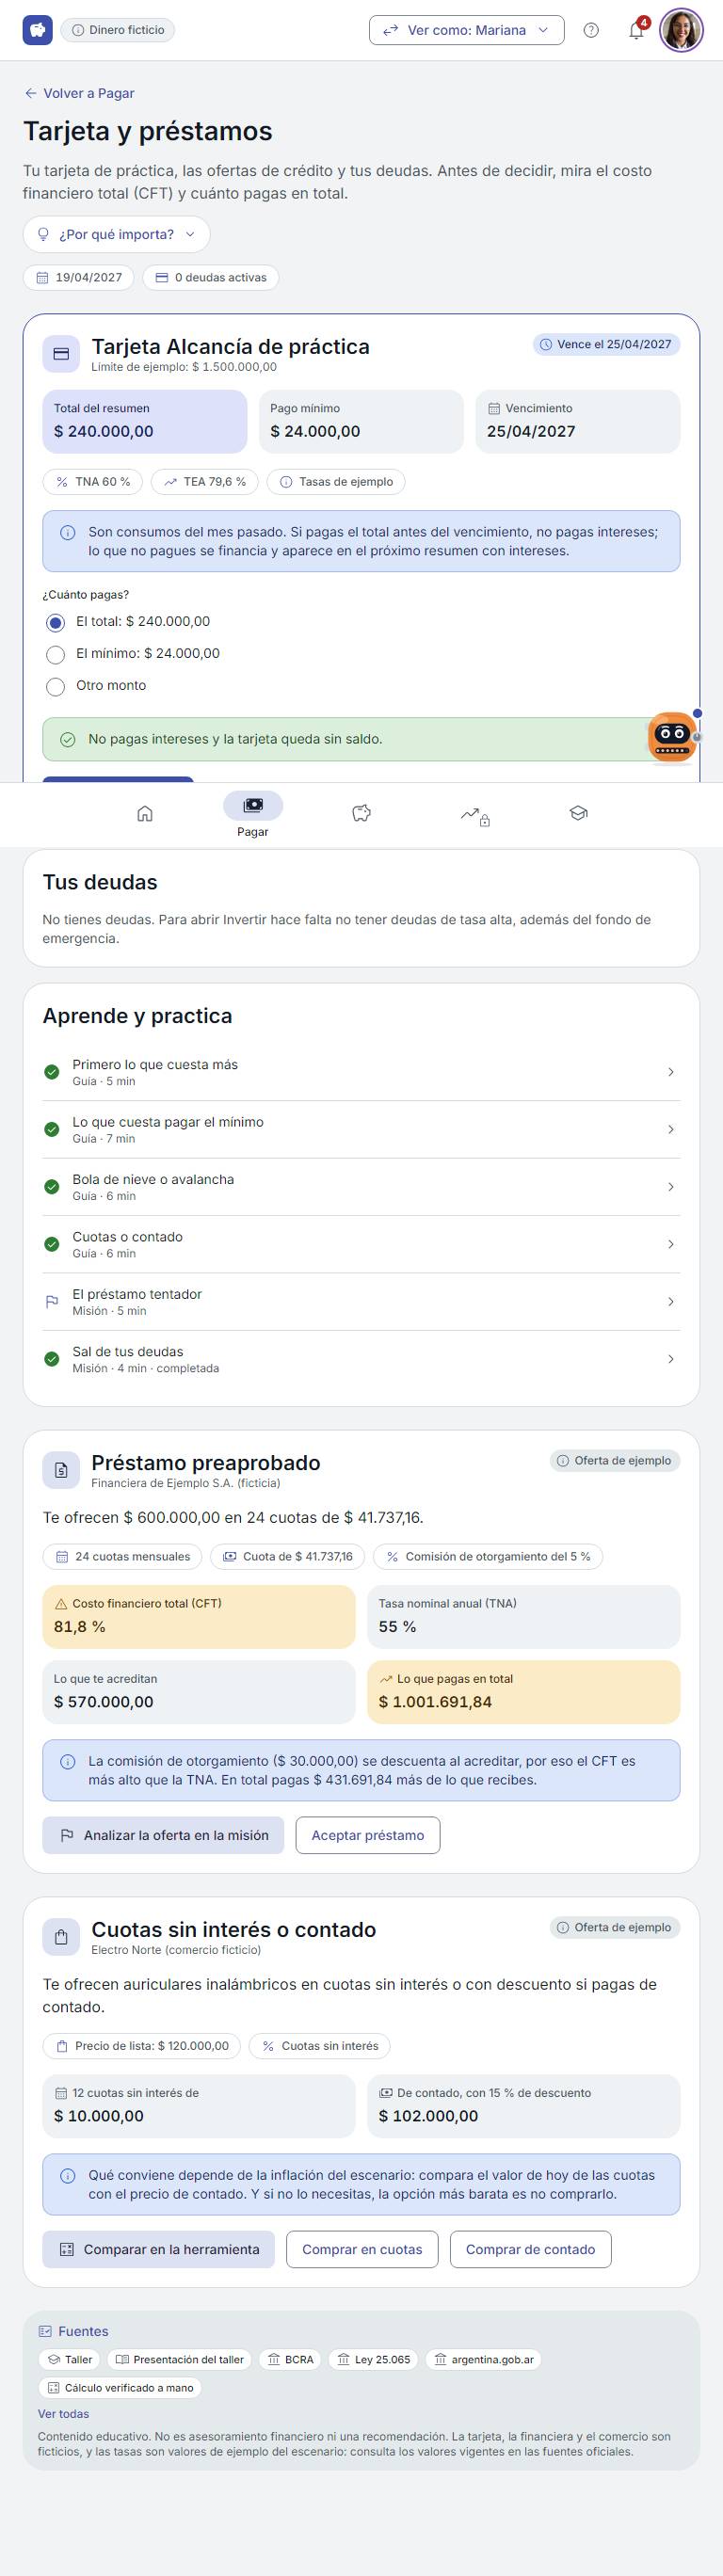 Dinero ficticio
Ver como: Mariana
4
Volver a Pagar
Tarjeta y préstamos
Tu tarjeta de práctica, las ofertas de crédito y tus deudas. Antes de decidir, mira el costo
financiero total (CFT) y cuánto pagas en total.
¿Por qué importa?
19/04/2027
0 deudas activas
Tarjeta Alcancía de práctica
Vence el 25/04/2027
Límite de ejemplo: $ 1.500.000,00
Total del resumen
$ 240.000,00
Pago mínimo
$ 24.000,00
Vencimiento
25/04/2027
TNA 60 %
TEA 79,6 %
Tasas de ejemplo
Son consumos del mes pasado. Si pagas el total antes del vencimiento, no pagas intereses;
lo que no pagues se financia y aparece en el próximo resumen con intereses.
¿Cuánto pagas?
El total: $ 240.000,00
El mínimo: $ 24.000,00
Otro monto
No pagas intereses y la tarjeta queda sin saldo.
Pagar
Tus deudas
No tienes deudas. Para abrir Invertir hace falta no tener deudas de tasa alta, además del fondo de
emergencia.
Aprende y practica
Primero lo que cuesta más
Guía · 5 min
Lo que cuesta pagar el mínimo
Guía · 7 min
Bola de nieve o avalancha
Guía · 6 min
Cuotas o contado
Guía · 6 min
El préstamo tentador
Misión · 5 min
Sal de tus deudas
Misión · 4 min · completada
Préstamo preaprobado
Oferta de ejemplo
Financiera de Ejemplo S.A. (ficticia)
Te ofrecen $ 600.000,00 en 24 cuotas de $ 41.737,16.
24 cuotas mensuales
Cuota de $ 41.737,16
Comisión de otorgamiento del 5 %
Costo financiero total (CFT)
81,8 %
Tasa nominal anual (TNA)
55 %
Lo que te acreditan
$ 570.000,00
Lo que pagas en total
$ 1.001.691,84
La comisión de otorgamiento ($ 30.000,00) se descuenta al acreditar, por eso el CFT es
más alto que la TNA. En total pagas $ 431.691,84 más de lo que recibes.
Analizar la oferta en la misión
Aceptar préstamo
Cuotas sin interés o contado
Oferta de ejemplo
Electro Norte (comercio ficticio)
Te ofrecen auriculares inalámbricos en cuotas sin interés o con descuento si pagas de
contado.
Precio de lista: $ 120.000,00
Cuotas sin interés
12 cuotas sin interés de
$ 10.000,00
De contado, con 15 % de descuento
$ 102.000,00
Qué conviene depende de la inflación del escenario: compara el valor de hoy de las cuotas
con el precio de contado. Y si no lo necesitas, la opción más barata es no comprarlo.
Comparar en la herramienta
Comprar en cuotas
Comprar de contado
Fuentes
Taller
Presentación del taller
BCRA
Ley 25.065
argentina.gob.ar
Cálculo verificado a mano
Ver todas
Contenido educativo. No es asesoramiento financiero ni una recomendación. La tarjeta, la financiera y el comercio son
ficticios, y las tasas son valores de ejemplo del escenario: consulta los valores vigentes en las fuentes oficiales.